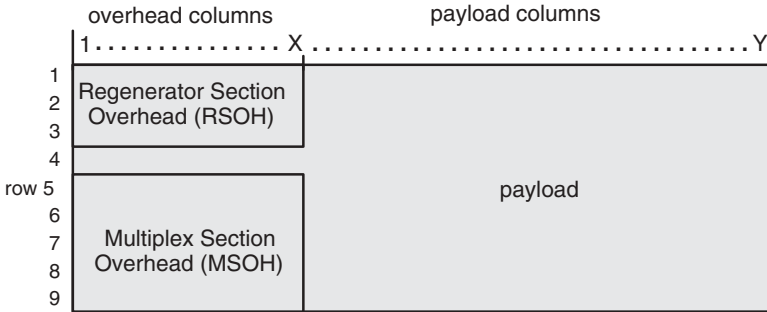 overhead columns payload columns
1 . . . . . . . . . . . . . . . X . . . . . . . . . . . . . . . . . . . . . . . . . . . . . . Y
1
2
3
4
row 5
6
7
8
9
Regenerator Section
Overhead (RSOH)
Multiplex Section
Overhead (MSOH)
payload